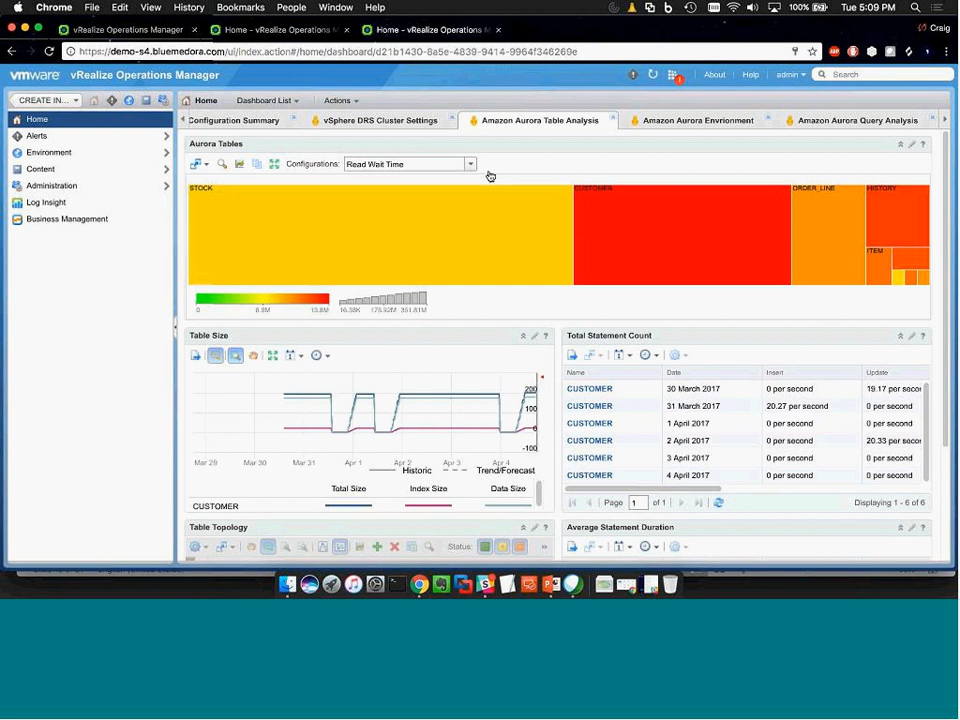 Chrome File Edit View History Bookmarks People Window Help 100% Tue 5:09 PM
vRealize Operations Manager × Home - vRealize Operations M × Home - vRealize Operations Man × Craig
https://demo-s4.bluemedora.com/ui/index.action#/home/dashboard/d21b1430-8a5e-4839-9414-9964f346269e
vmware vRealize Operations Manager About Help admin Search
CREATE IN... Home Dashboard List Actions
Home Configuration Summary vSphere DRS Cluster Settings Amazon Aurora Table Analysis Amazon Aurora Envrionment Amazon Aurora Query Analysis
Alerts
Environment
Content
Administration
Log Insight
Business Management
Aurora Tables
Configurations: Read Wait Time
STOCK CUSTOMER ORDER_LINE HISTORY
ITEM
0 6.9M 13.8M 16.38K 175.92M 351.81M
Table Size
200
100
0
-100
Mar 29 Mar 30 Mar 31 Apr 1 Apr 2 Apr 3 Apr 4
Historic Trend/Forecast
Total Size Index Size Data Size
CUSTOMER
Total Statement Count
Name Date Insert Update
CUSTOMER 30 March 2017 0 per second 19.17 per secon
CUSTOMER 31 March 2017 20.27 per second 0 per second
CUSTOMER 1 April 2017 0 per second 0 per second
CUSTOMER 2 April 2017 0 per second 20.33 per secon
CUSTOMER 3 April 2017 0 per second 0 per second
CUSTOMER 4 April 2017 0 per second 0 per second
Page 1 of 1 Displaying 1 - 6 of 6
Table Topology
Status:
Average Statement Duration